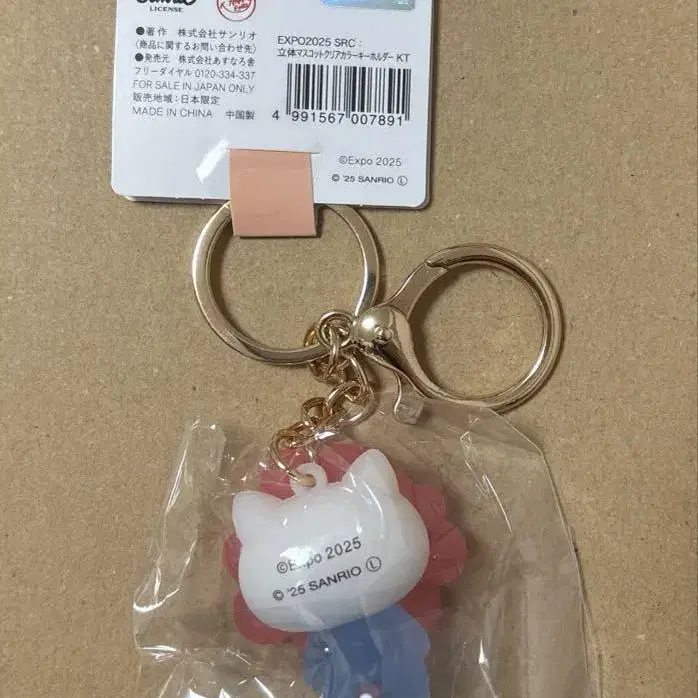 LICENSE
●著作 株式会社サンリオ
〈商品に関するお問い合わせ先〉
●発売元 株式会社あすなろ舎
フリーダイヤル 0120-334-337
FOR SALE IN JAPAN ONLY
販売地域：日本限定
MADE IN CHINA 中国製
EXPO2025 SRC：
立体マスコットクリアカラーキーホルダー KT
4 991567 007891
©Expo 2025
© '25 SANRIO Ⓛ
©Expo 2025
© '25 SANRIO Ⓛ